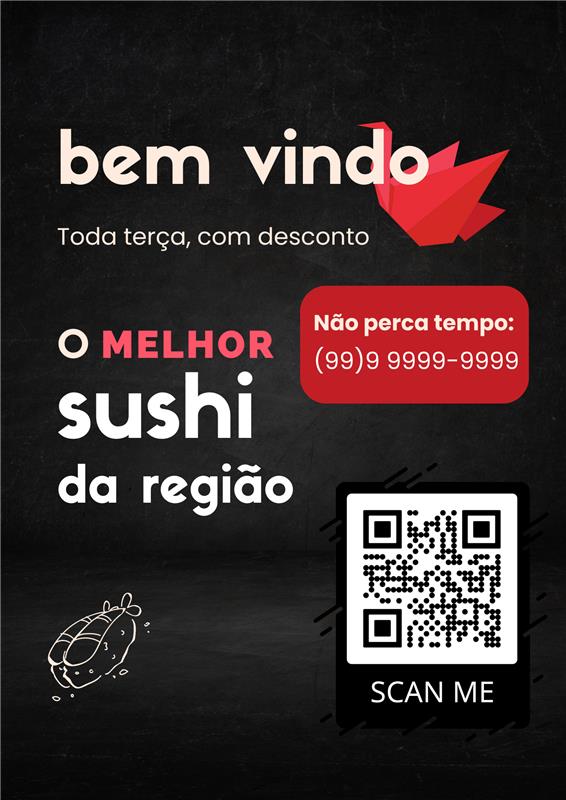 bem vindo
Toda terça, com desconto
Não perca tempo:
(99)9 9999-9999
O MELHOR
sushi
da região
SCAN ME